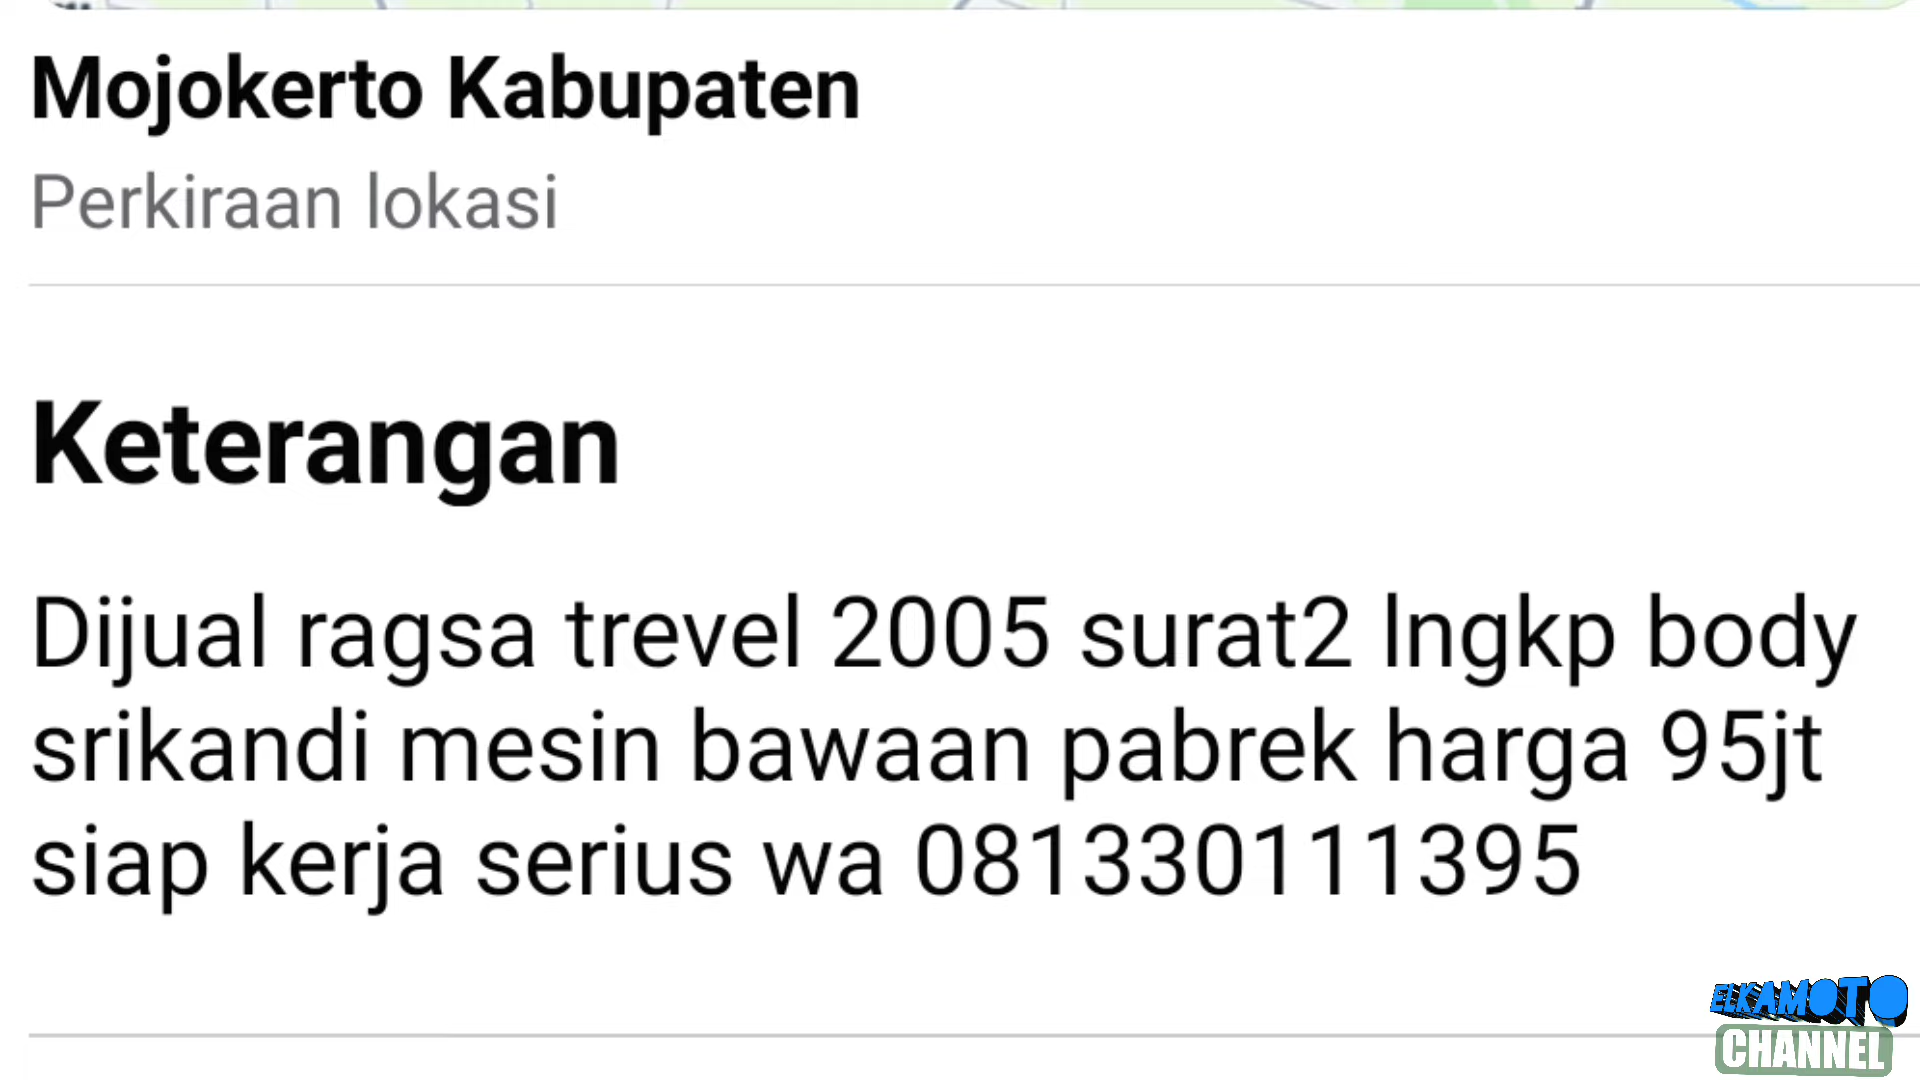 Mojokerto Kabupaten
Perkiraan lokasi
Keterangan
Dijual ragsa trevel 2005 surat2 lngkp body
srikandi mesin bawaan pabrek harga 95jt
siap kerja serius wa 081330111395
ELKAMOTO
CHANNEL